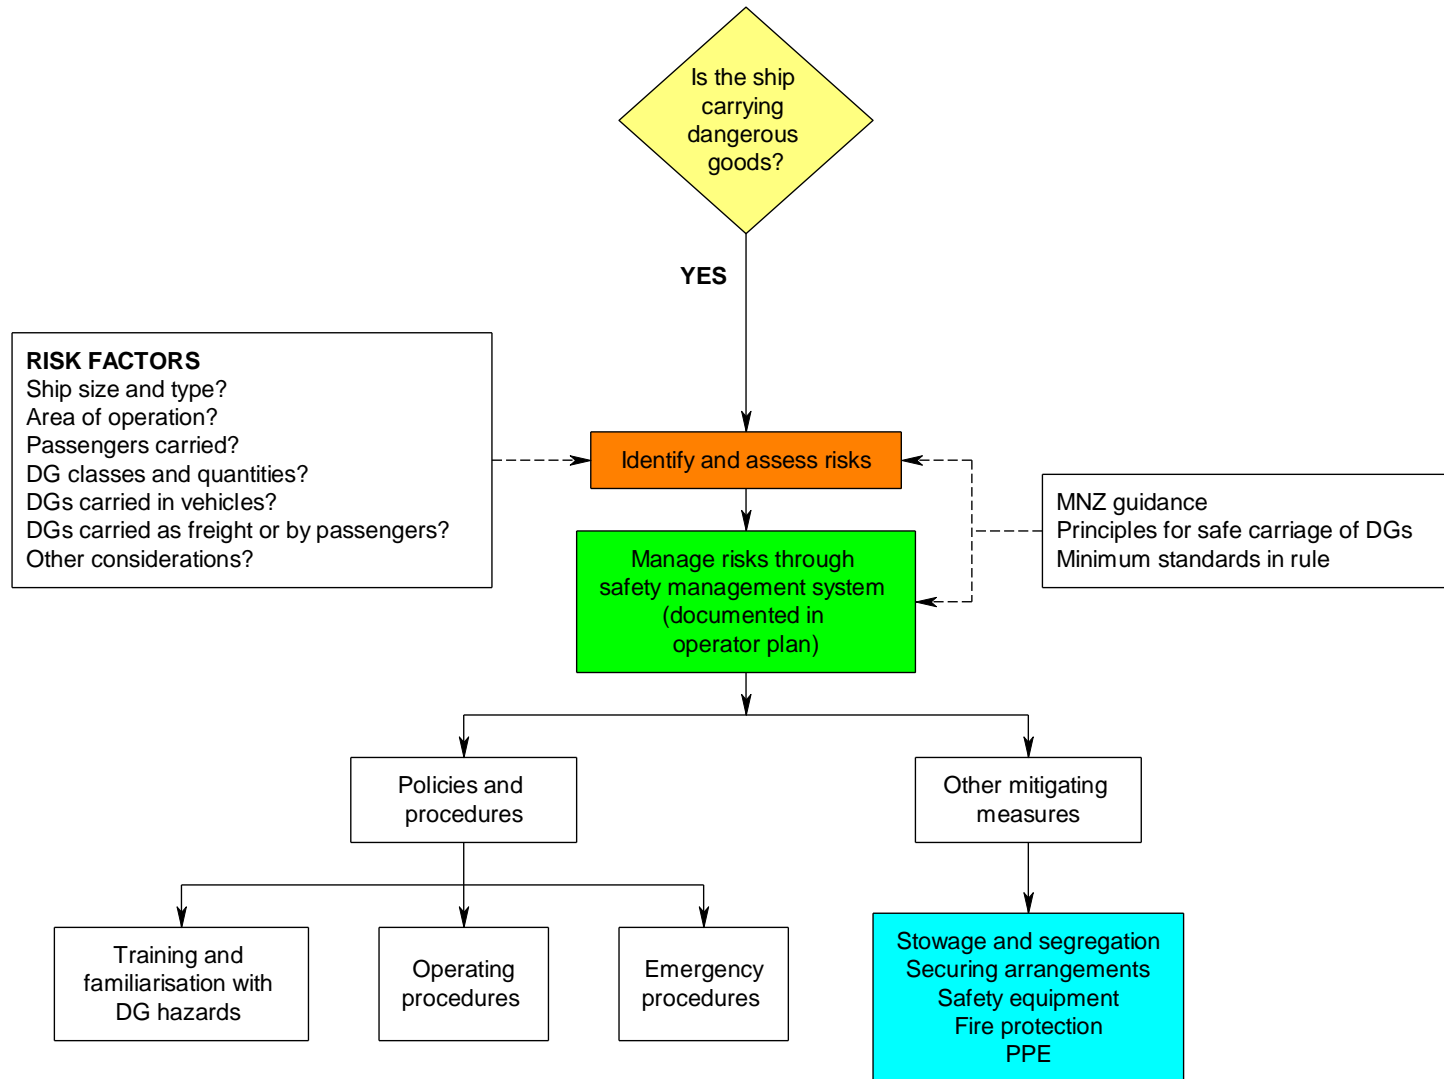 Is the ship
carrying
dangerous
goods?
YES
RISK FACTORS
Ship size and type?
Area of operation?
Passengers carried?
DG classes and quantities?
DGs carried in vehicles?
DGs carried as freight or by passengers?
Other considerations?
Identify and assess risks
MNZ guidance
Principles for safe carriage of DGs
Minimum standards in rule
Manage risks through
safety management system
(documented in
operator plan)
Policies and
procedures
Other mitigating
measures
Training and
familiarisation with
DG hazards
Operating
procedures
Emergency
procedures
Stowage and segregation
Securing arrangements
Safety equipment
Fire protection
PPE